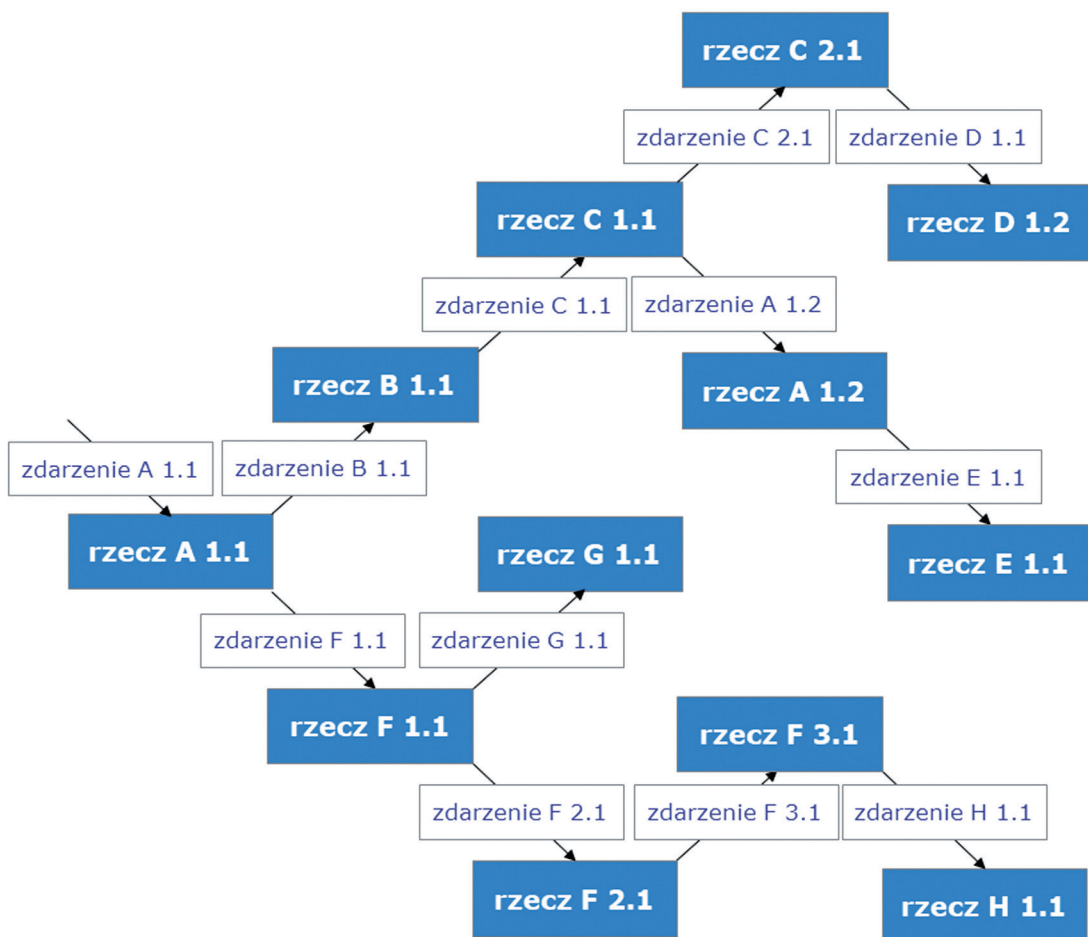 rzecz C 2.1
zdarzenie C 2.1
zdarzenie D 1.1
rzecz C 1.1
rzecz D 1.2
zdarzenie C 1.1
zdarzenie A 1.2
rzecz B 1.1
rzecz A 1.2
zdarzenie A 1.1
zdarzenie B 1.1
zdarzenie E 1.1
rzecz A 1.1
rzecz G 1.1
rzecz E 1.1
zdarzenie F 1.1
zdarzenie G 1.1
rzecz F 1.1
rzecz F 3.1
zdarzenie F 2.1
zdarzenie F 3.1
zdarzenie H 1.1
rzecz F 2.1
rzecz H 1.1